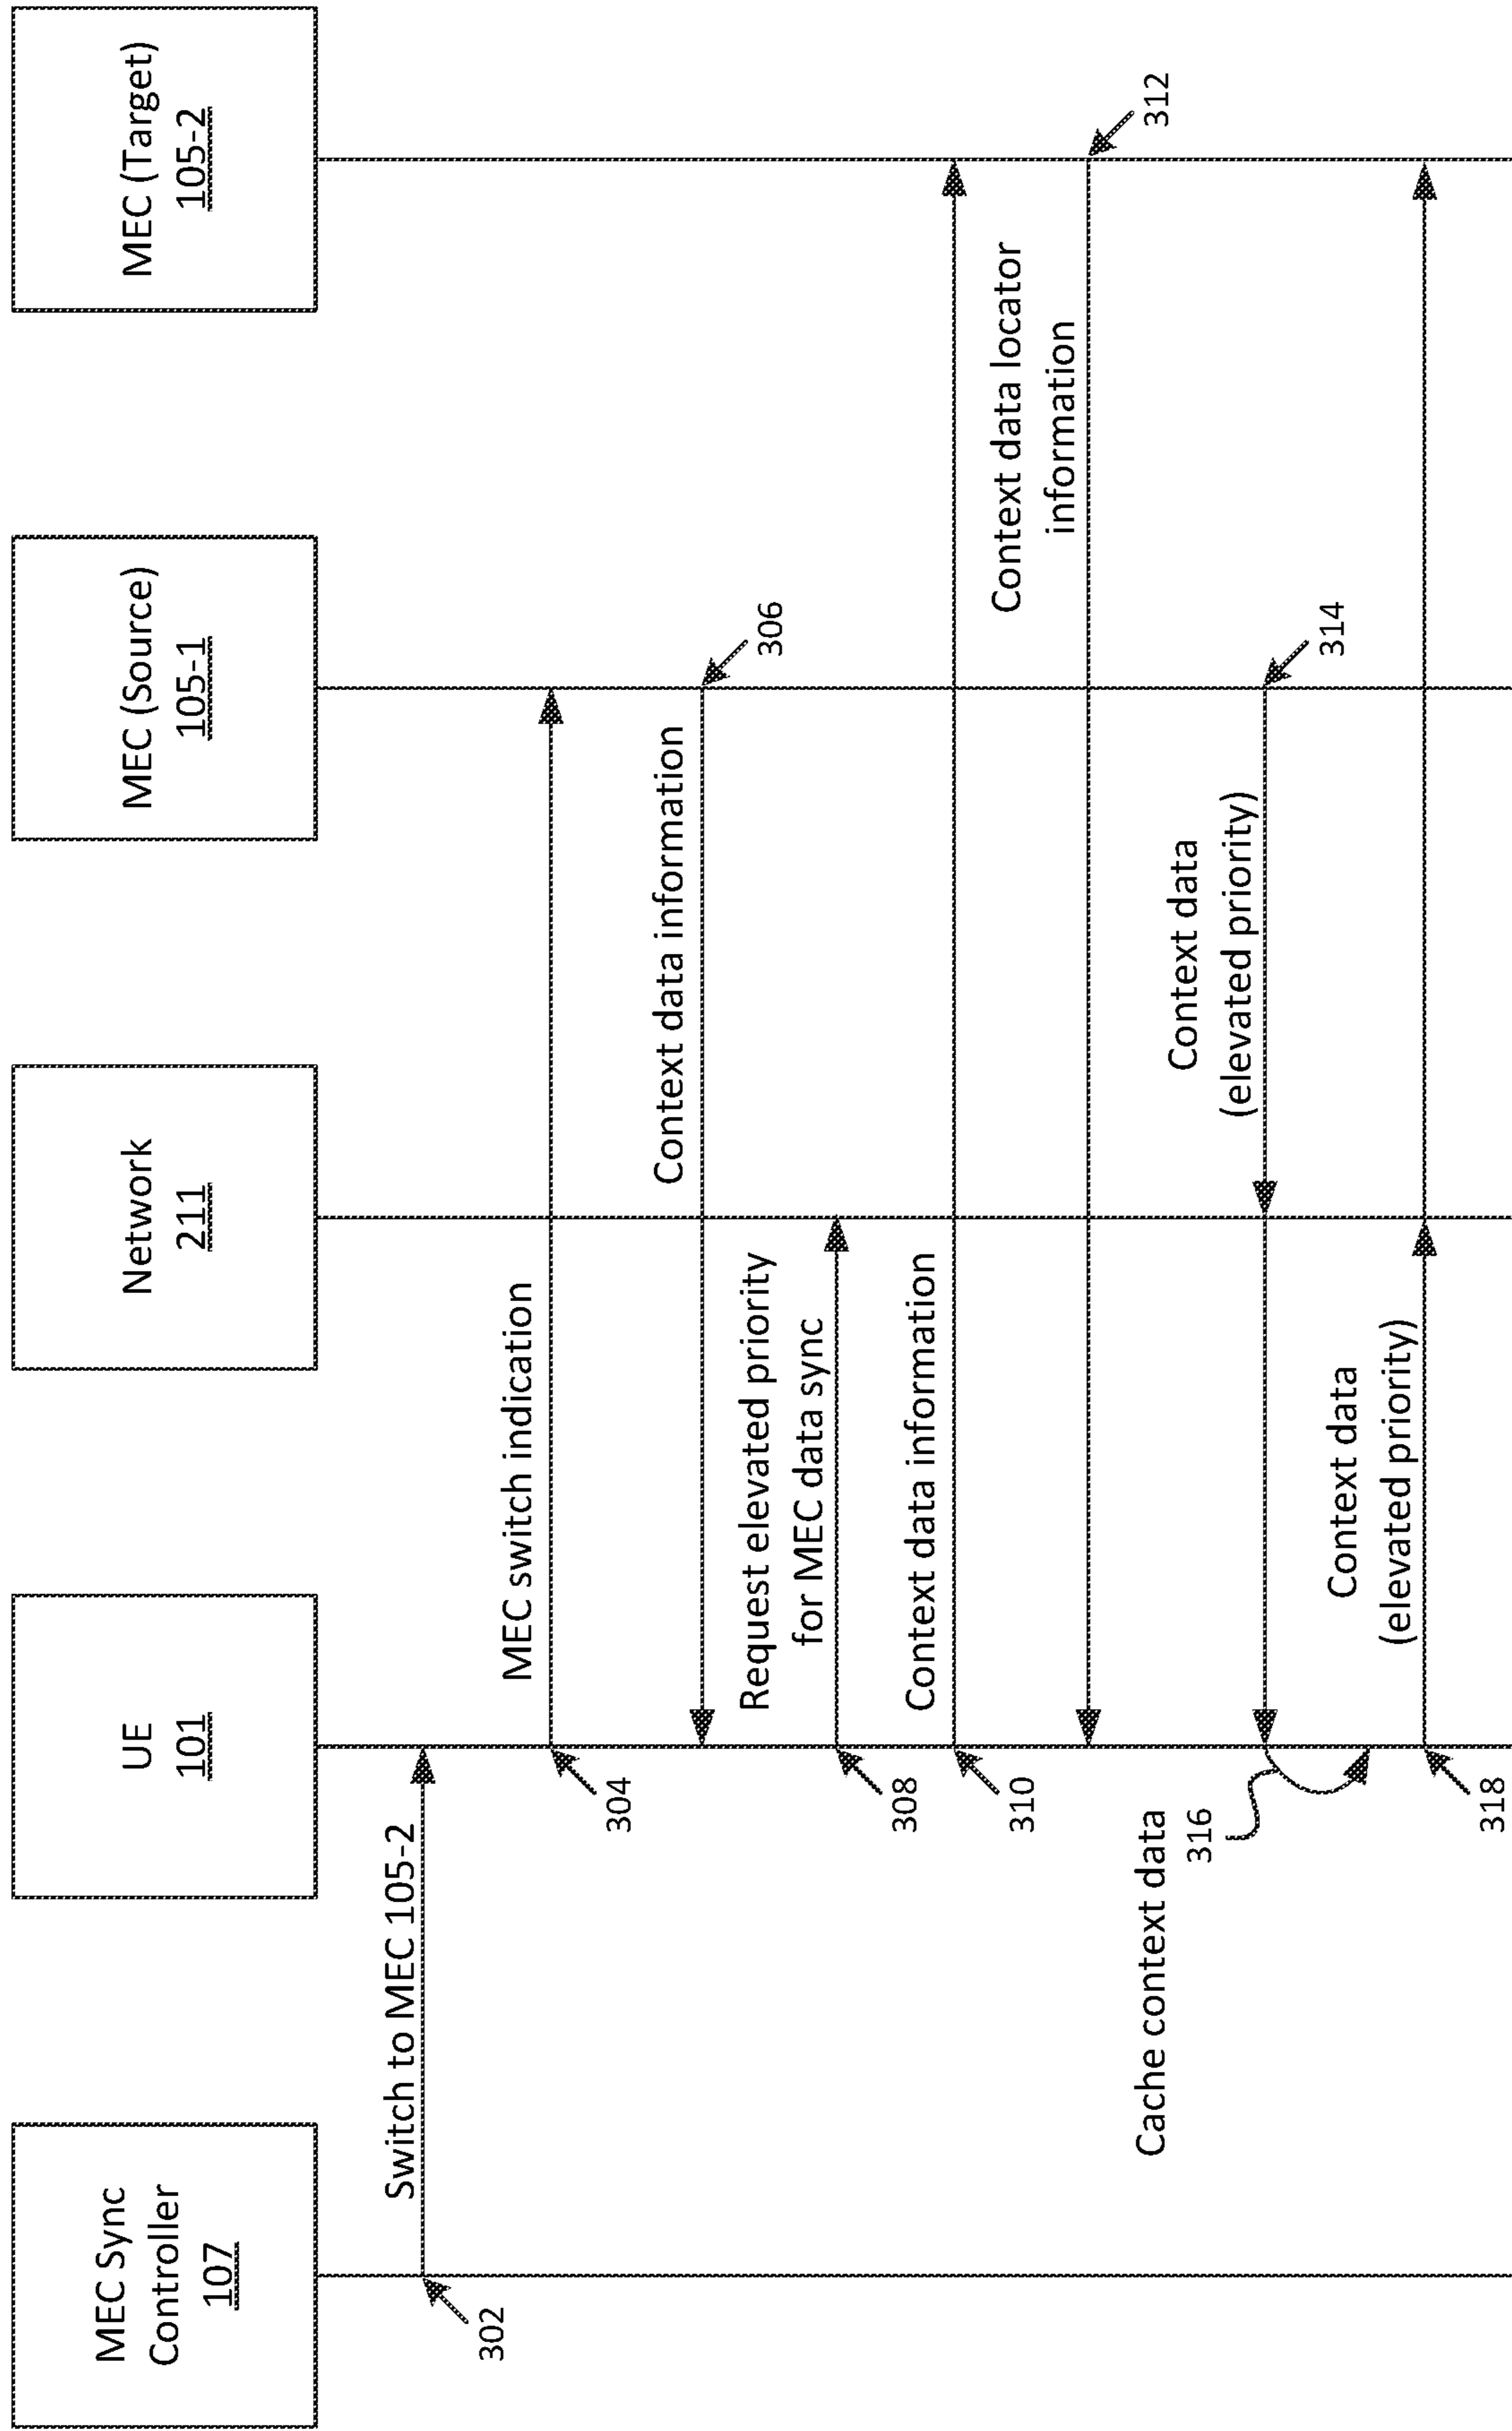 MEC Sync
Controller
107
UE
101
Network
211
MEC (Source)
105-1
MEC (Target)
105-2
Switch to MEC 105-2
302
MEC switch indication
304
Context data information
306
Request elevated priority
for MEC data sync
308
Context data information
310
Context data locator
information
312
Context data
(elevated priority)
314
Cache context data
316
Context data
(elevated priority)
318